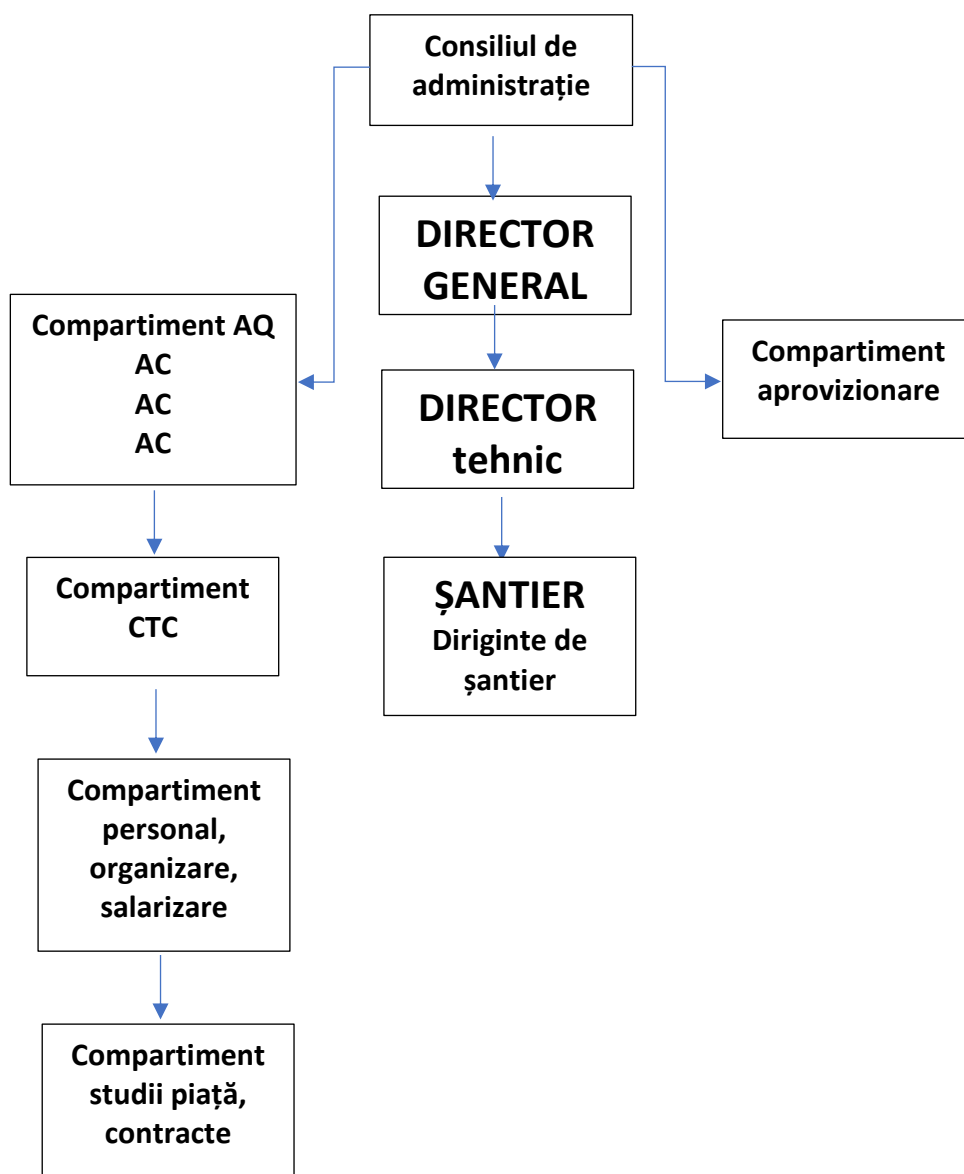 Consiliul de
administrație
DIRECTOR
GENERAL
Compartiment AQ
AC
AC
AC
Compartiment
aprovizionare
DIRECTOR
tehnic
Compartiment
CTC
ȘANTIER
Diriginte de
șantier
Compartiment
personal,
organizare,
salarizare
Compartiment
studii piață,
contracte